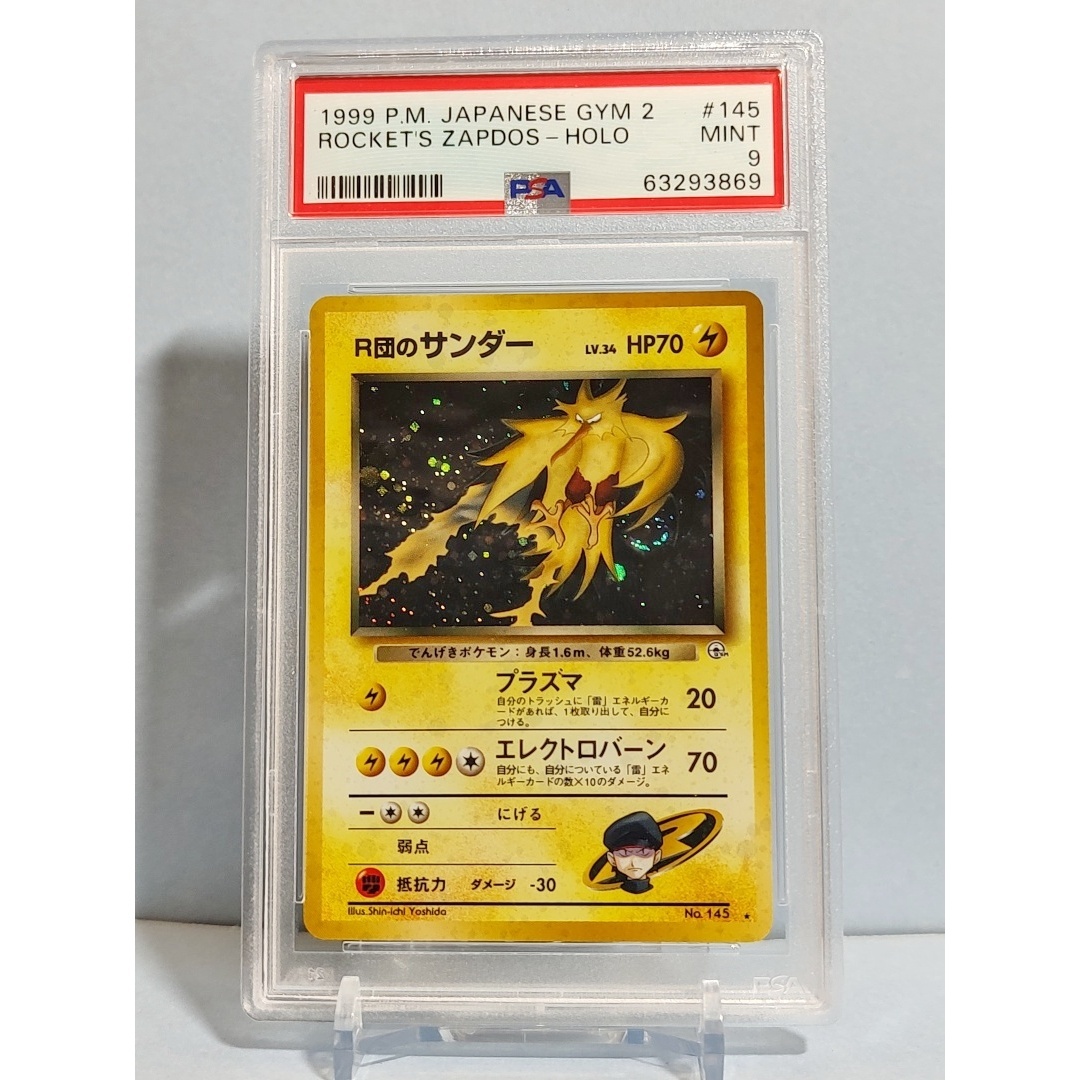 1999 P.M. JAPANESE GYM 2 #145
ROCKET'S ZAPDOS - HOLO MINT
9
PSA 63293869
R団のサンダー LV.34 HP70
でんげきポケモン：身長1.6m、体重52.6kg
プラズマ 20
自分のトラッシュに「雷」エネルギーカ
ードがあれば、1枚取り出して、自分に
つける。
エレクトロバーン 70
自分にも、自分についている「雷」エネ
ルギーカードの数×10のダメージ。
にげる
弱点
抵抗力 ダメージ -30
R
Illus. Shin-ichi Yoshida No. 145 ★
PSA